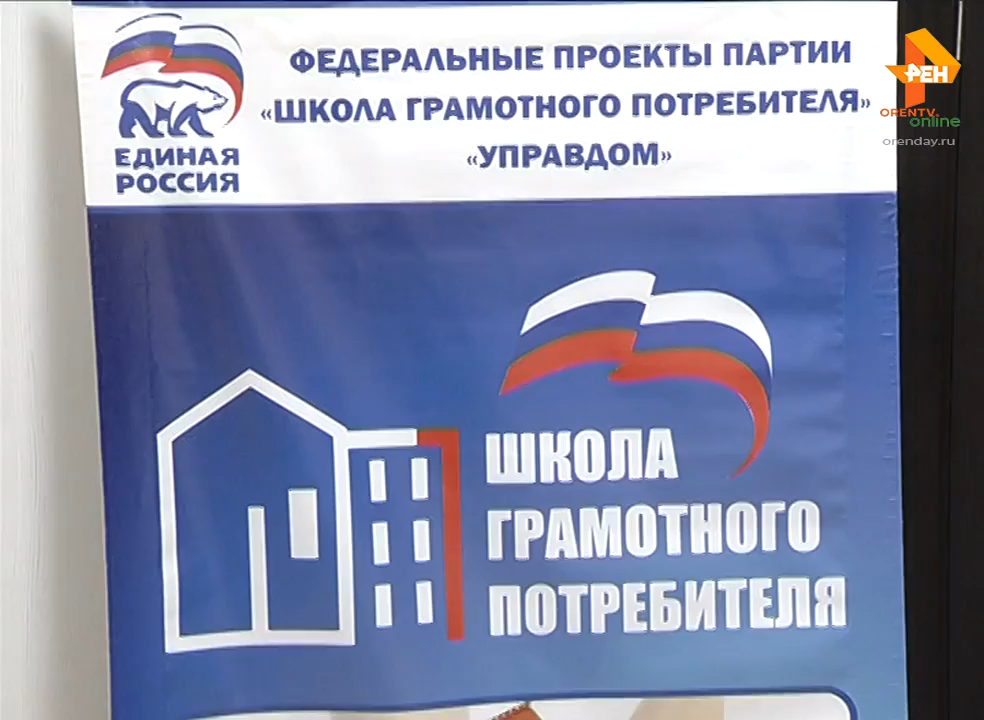 ФЕДЕРАЛЬНЫЕ ПРОЕКТЫ ПАРТИИ
«ШКОЛА ГРАМОТНОГО ПОТРЕБИТЕЛЯ»
«УПРАВДОМ»
ЕДИНАЯ
РОССИЯ
РЕН
ORENTV
online
orenday.ru
ШКОЛА
ГРАМОТНОГО
ПОТРЕБИТЕЛЯ